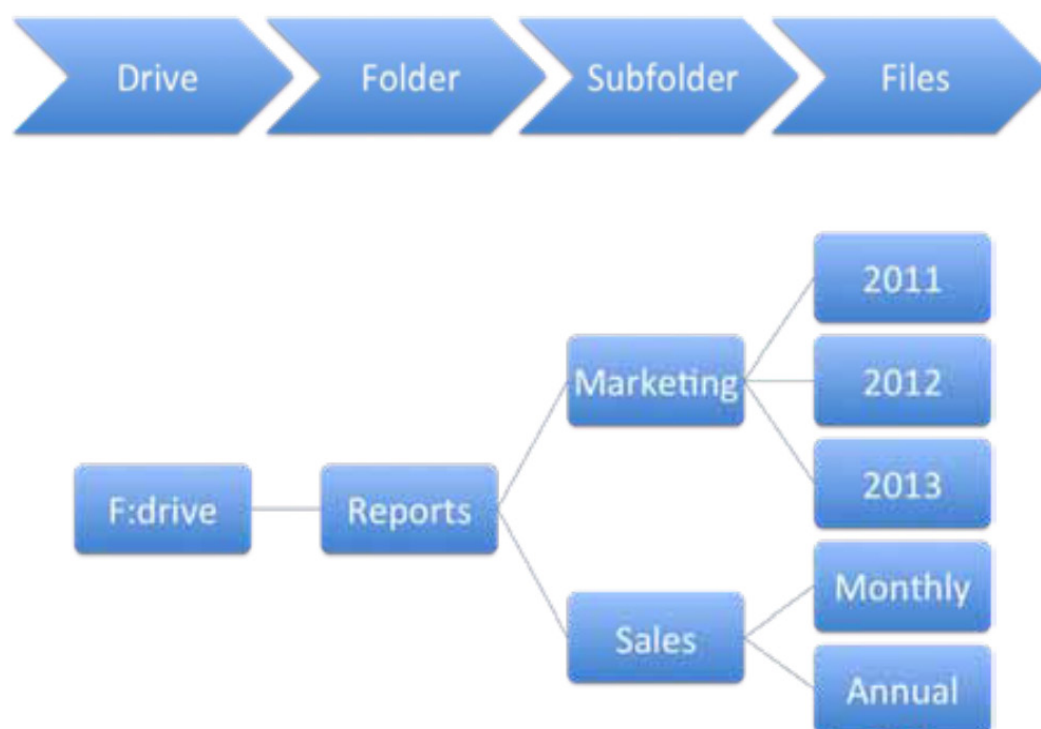 Drive Folder Subfolder Files
2011
Marketing 2012
2013
F:drive Reports
Monthly
Sales
Annual